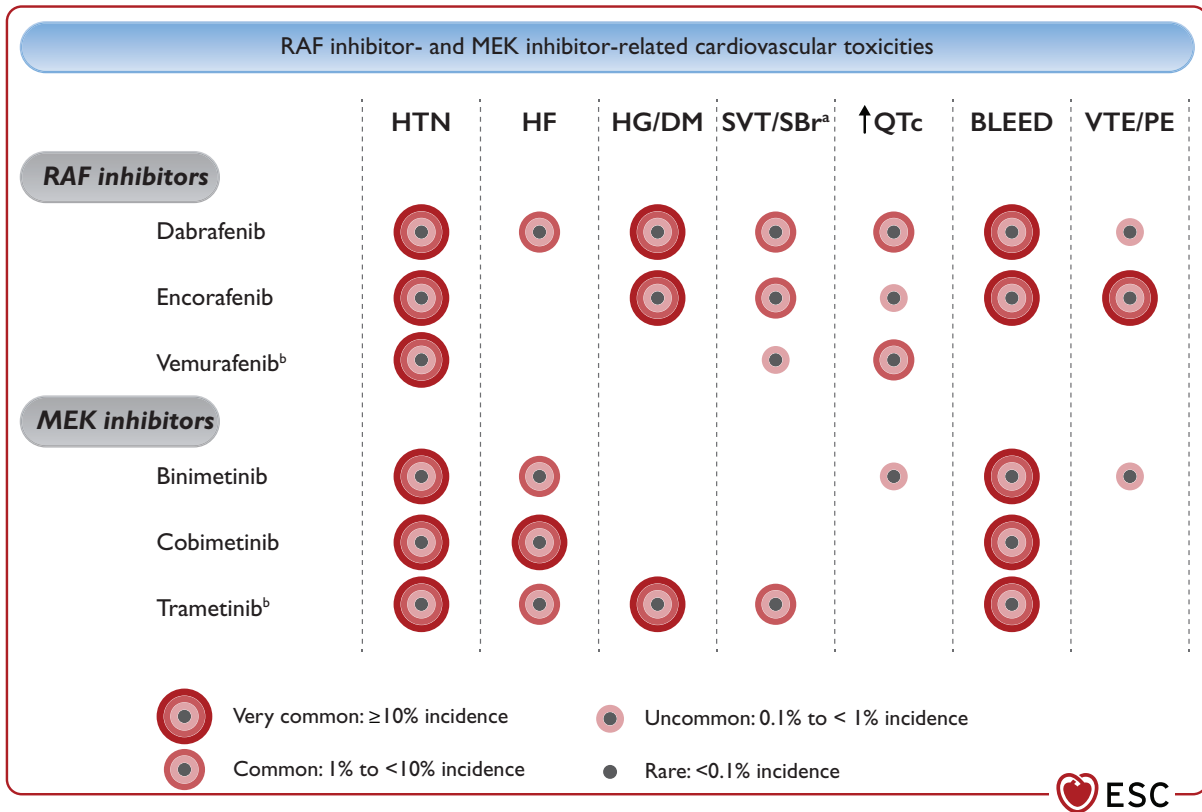 RAF inhibitor- and MEK inhibitor-related cardiovascular toxicities
HTN HF HG/DM SVT/SBrᵃ ↑QTc BLEED VTE/PE
RAF inhibitors
Dabrafenib
Encorafenib
Vemurafenibᵇ
MEK inhibitors
Binimetinib
Cobimetinib
Trametinibᵇ
Very common: ≥10% incidence
Uncommon: 0.1% to < 1% incidence
Common: 1% to <10% incidence
Rare: <0.1% incidence
ESC